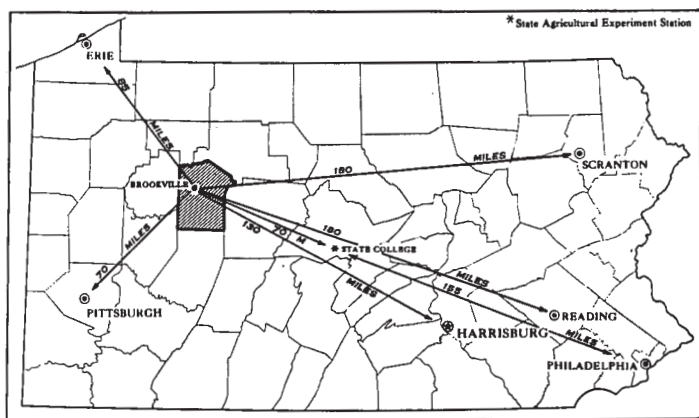 * State Agricultural Experiment Station
ERIE
85 MILES
180 MILES
SCRANTON
BROOKVILLE
70 MILES
130 MILES
70 M
180 MILES
* STATE COLLEGE
155 MILES
PITTSBURGH
READING
HARRISBURG
PHILADELPHIA